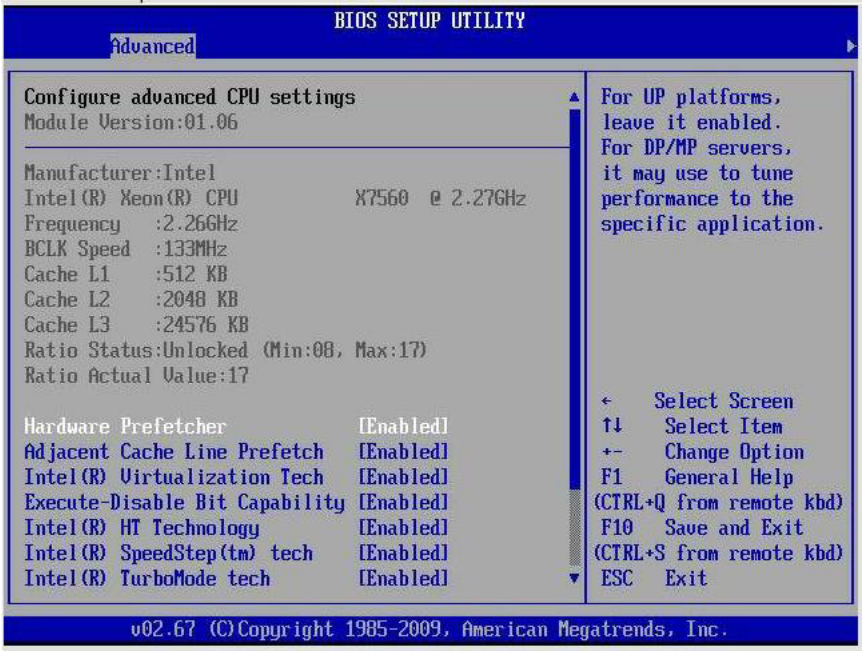 BIOS SETUP UTILITY
Advanced
Configure advanced CPU settings
Module Version:01.06
Manufacturer:Intel
Intel(R) Xeon(R) CPU X7560 @ 2.27GHz
Frequency :2.26GHz
BCLK Speed :133MHz
Cache L1 :512 KB
Cache L2 :2048 KB
Cache L3 :24576 KB
Ratio Status:Unlocked (Min:08, Max:17)
Ratio Actual Value:17
Hardware Prefetcher [Enabled]
Adjacent Cache Line Prefetch [Enabled]
Intel(R) Virtualization Tech [Enabled]
Execute-Disable Bit Capability [Enabled]
Intel(R) HT Technology [Enabled]
Intel(R) SpeedStep(tm) tech [Enabled]
Intel(R) TurboMode tech [Enabled]
For UP platforms,
leave it enabled.
For DP/MP servers,
it may use to tune
performance to the
specific application.
← Select Screen
↑↓ Select Item
+- Change Option
F1 General Help
(CTRL+Q from remote kbd)
F10 Save and Exit
(CTRL+S from remote kbd)
ESC Exit
v02.67 (C)Copyright 1985-2009, American Megatrends, Inc.